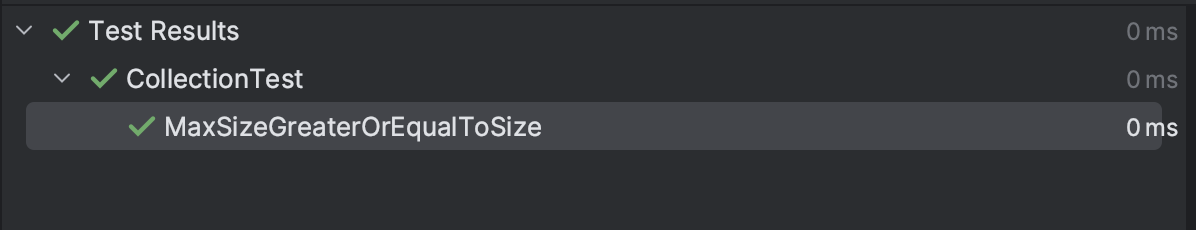 Test Results 0 ms
CollectionTest 0 ms
MaxSizeGreaterOrEqualToSize 0 ms